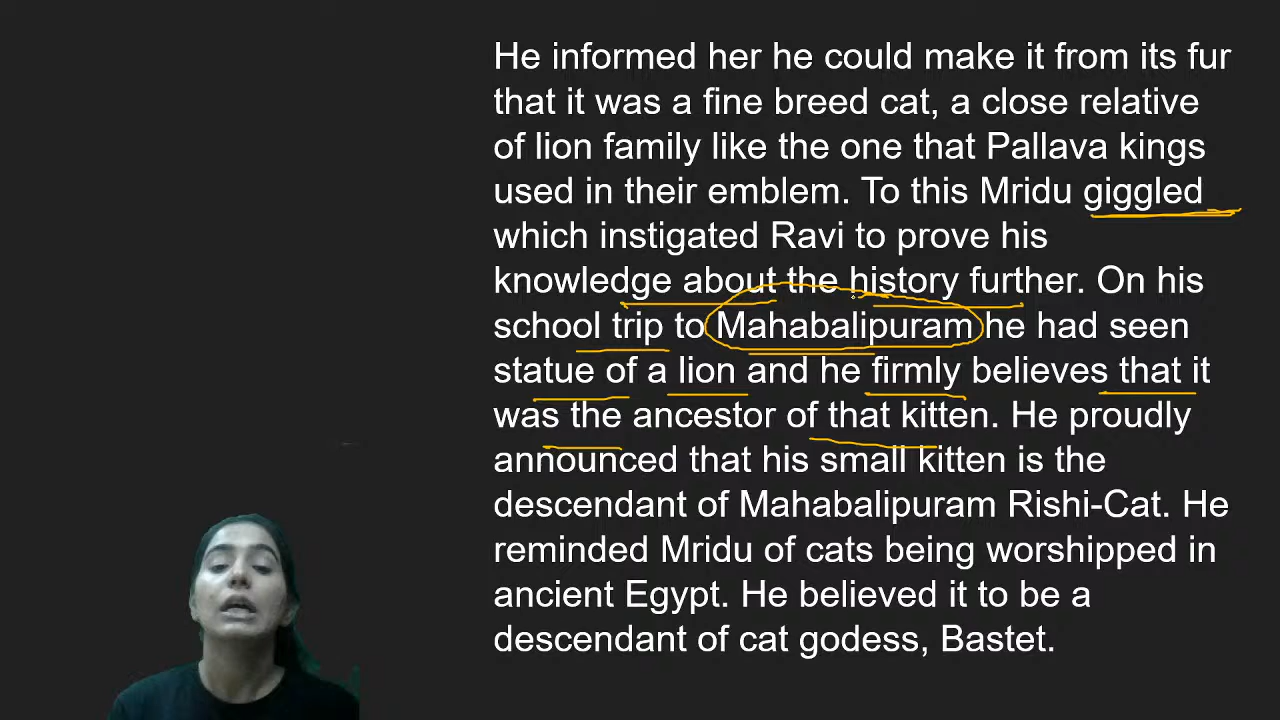 He informed her he could make it from its fur
that it was a fine breed cat, a close relative
of lion family like the one that Pallava kings
used in their emblem. To this Mridu giggled
which instigated Ravi to prove his
knowledge about the history further. On his
school trip to Mahabalipuram he had seen
statue of a lion and he firmly believes that it
was the ancestor of that kitten. He proudly
announced that his small kitten is the
descendant of Mahabalipuram Rishi-Cat. He
reminded Mridu of cats being worshipped in
ancient Egypt. He believed it to be a
descendant of cat godess, Bastet.